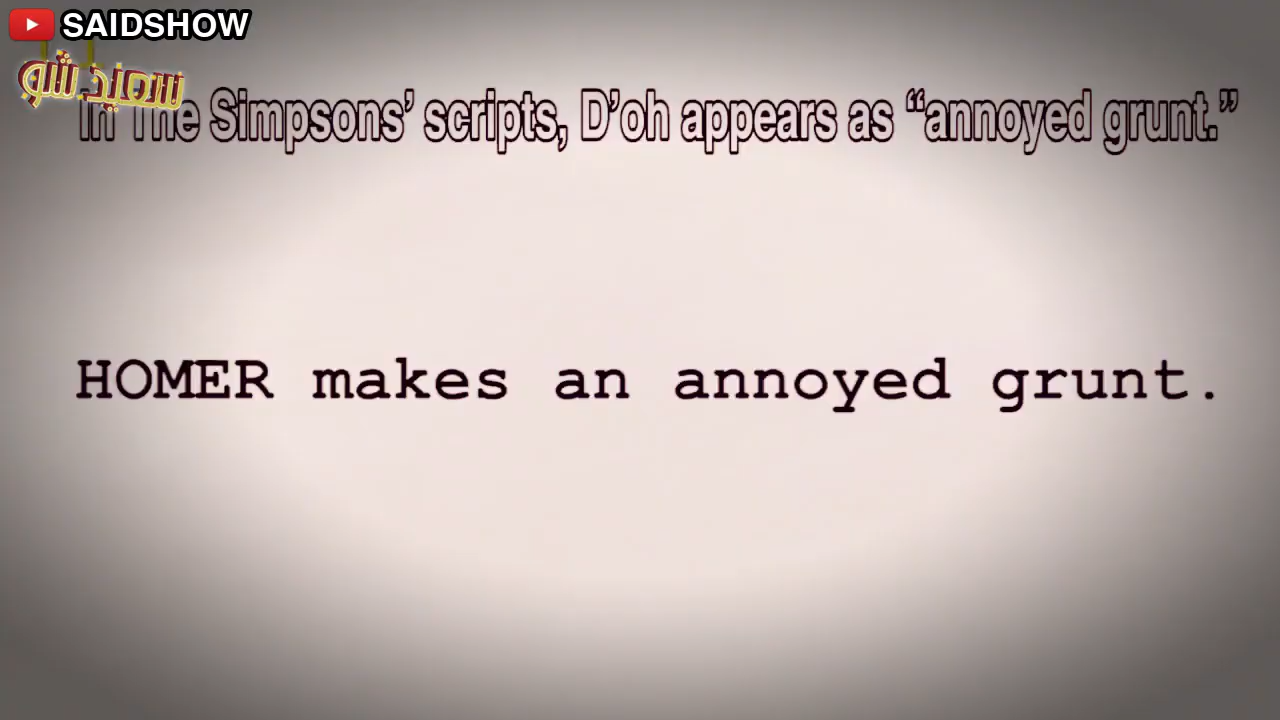 SAIDSHOW
سعيد شو
In The Simpsons’ scripts, D’oh appears as “annoyed grunt.”
HOMER makes an annoyed grunt.